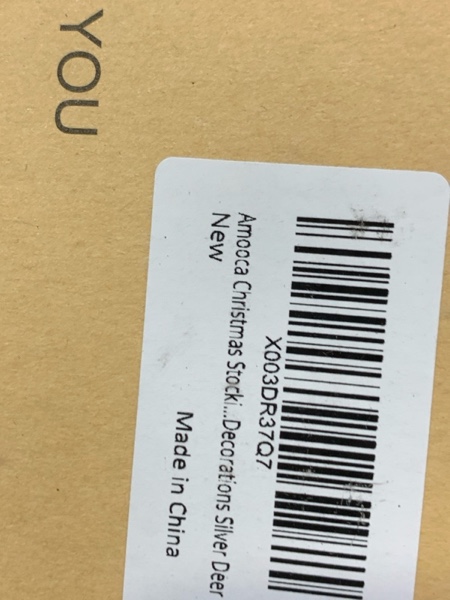 YOU
X003DR37Q7
Amooca Christmas Stocki...Decorations Silver Deer
New
Made in China